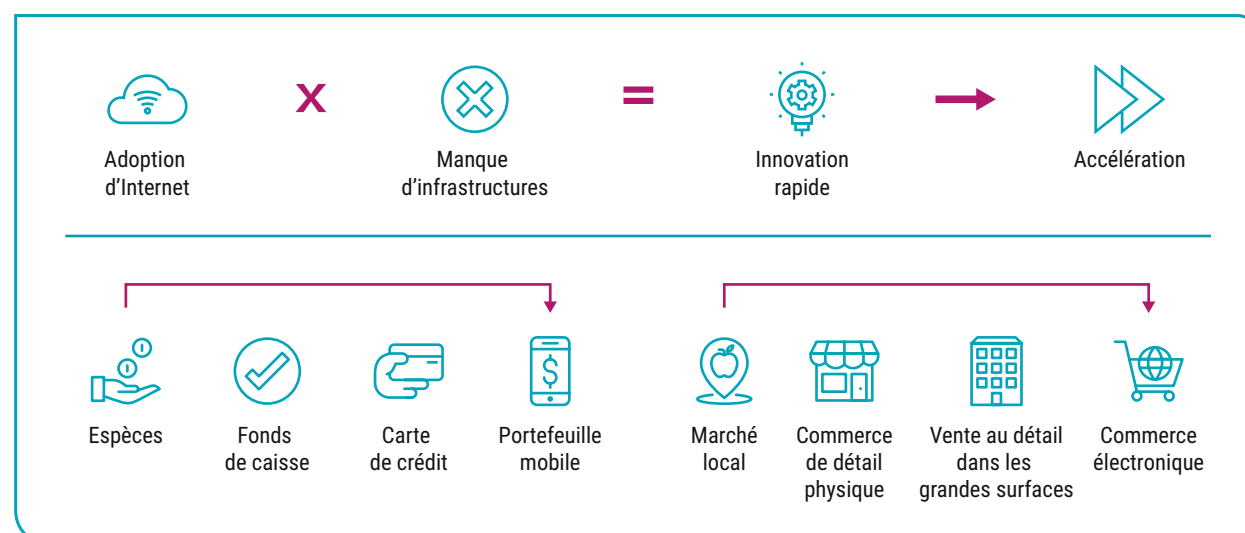 Adoption
d’Internet
X
Manque
d’infrastructures
=
Innovation
rapide
Accélération
Espèces
Fonds
de caisse
Carte
de crédit
$
Portefeuille
mobile
Marché
local
Commerce
de détail
physique
Vente au détail
dans les
grandes surfaces
Commerce
électronique